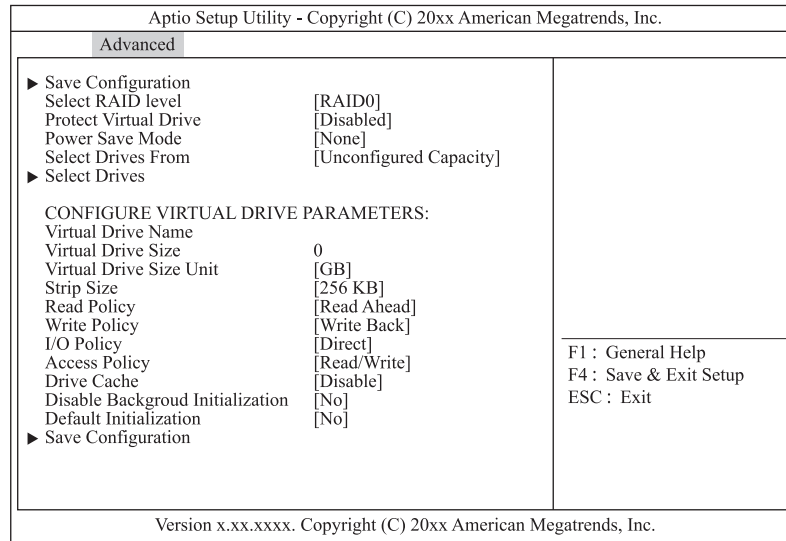 Aptio Setup Utility - Copyright (C) 20xx American Megatrends, Inc.
Advanced
▶ Save Configuration
Select RAID level [RAID0]
Protect Virtual Drive [Disabled]
Power Save Mode [None]
Select Drives From [Unconfigured Capacity]
▶ Select Drives
CONFIGURE VIRTUAL DRIVE PARAMETERS:
Virtual Drive Name
Virtual Drive Size 0
Virtual Drive Size Unit [GB]
Strip Size [256 KB]
Read Policy [Read Ahead]
Write Policy [Write Back]
I/O Policy [Direct]
Access Policy [Read/Write]
Drive Cache [Disable]
Disable Backgroud Initialization [No]
Default Initialization [No]
▶ Save Configuration
F1 : General Help
F4 : Save & Exit Setup
ESC : Exit
Version x.xx.xxxx. Copyright (C) 20xx American Megatrends, Inc.